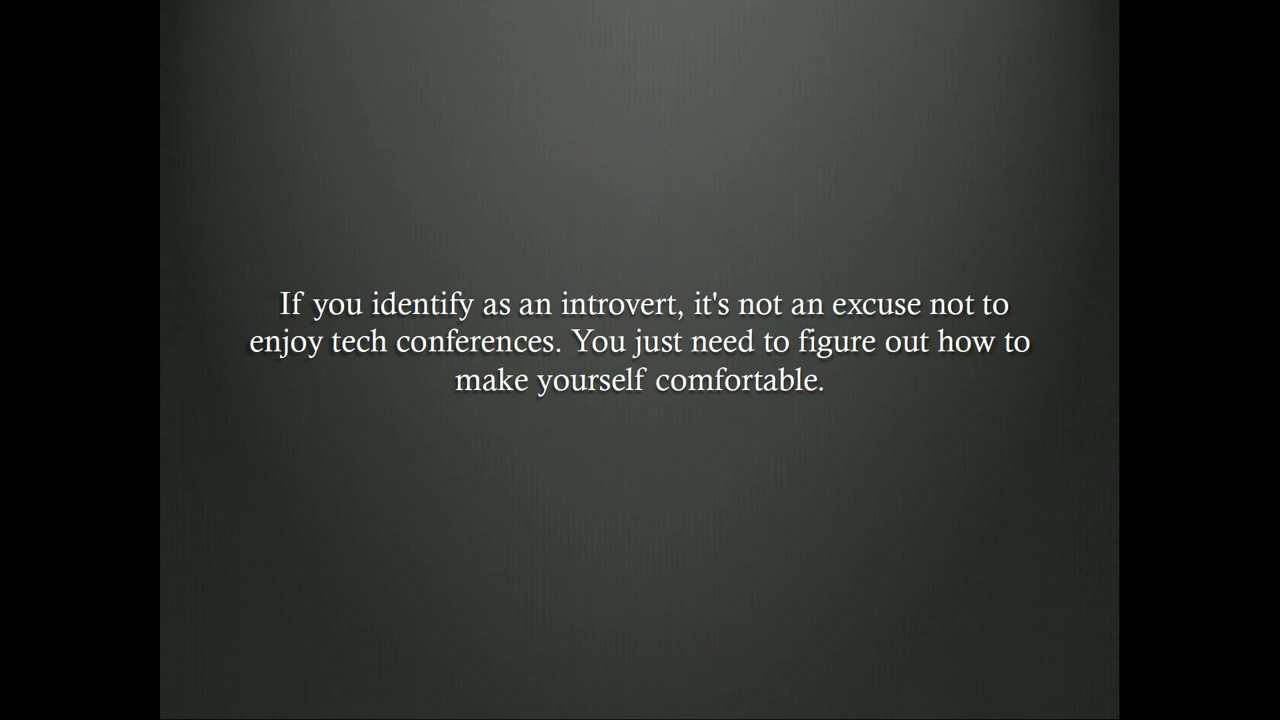 If you identify as an introvert, it's not an excuse not to
enjoy tech conferences. You just need to figure out how to
make yourself comfortable.